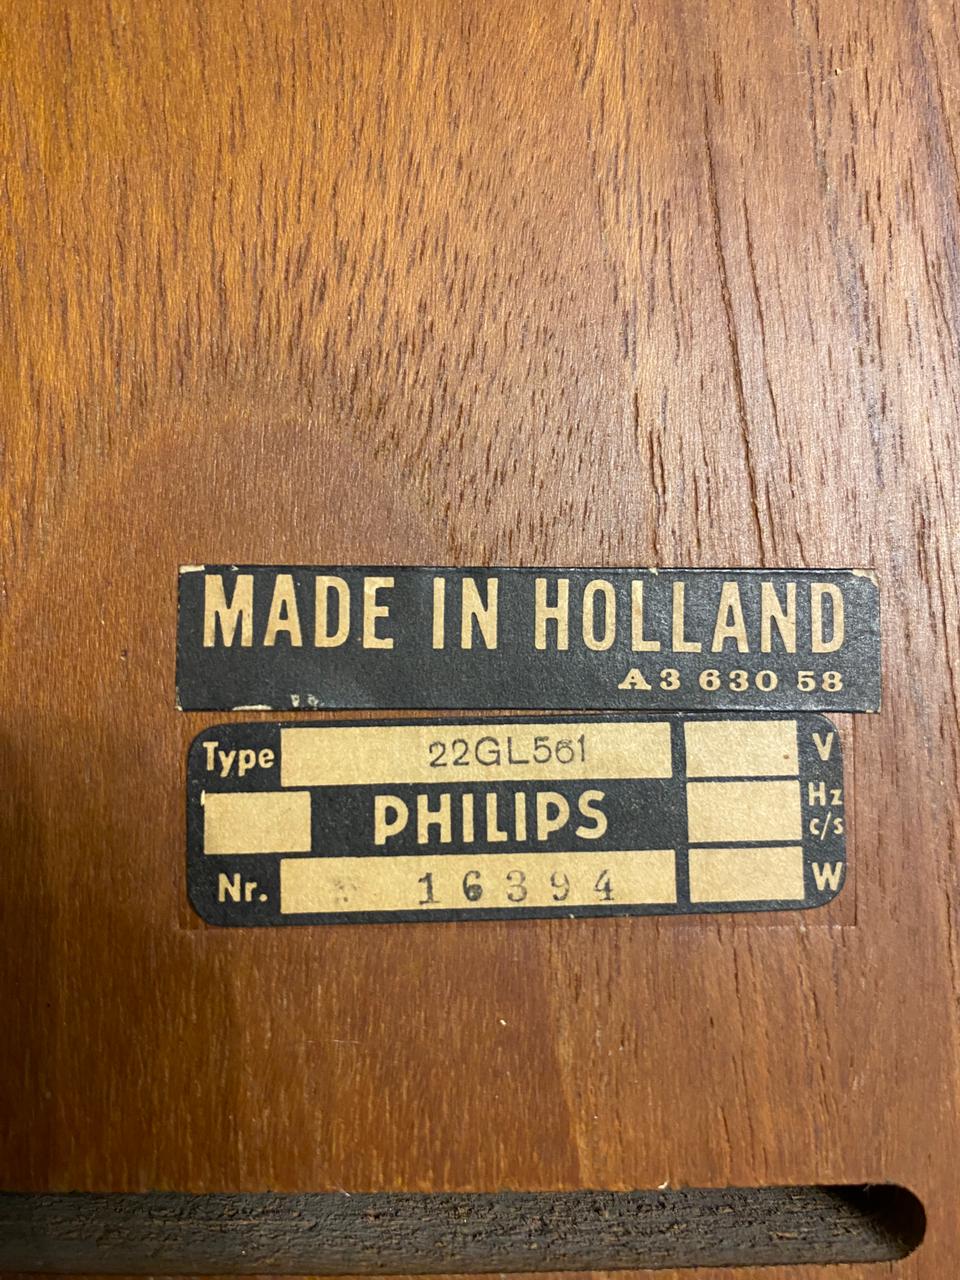 MADE IN HOLLAND
A3 630 58
Type 22GL561 V
PHILIPS Hz c/s
Nr. 16394 W